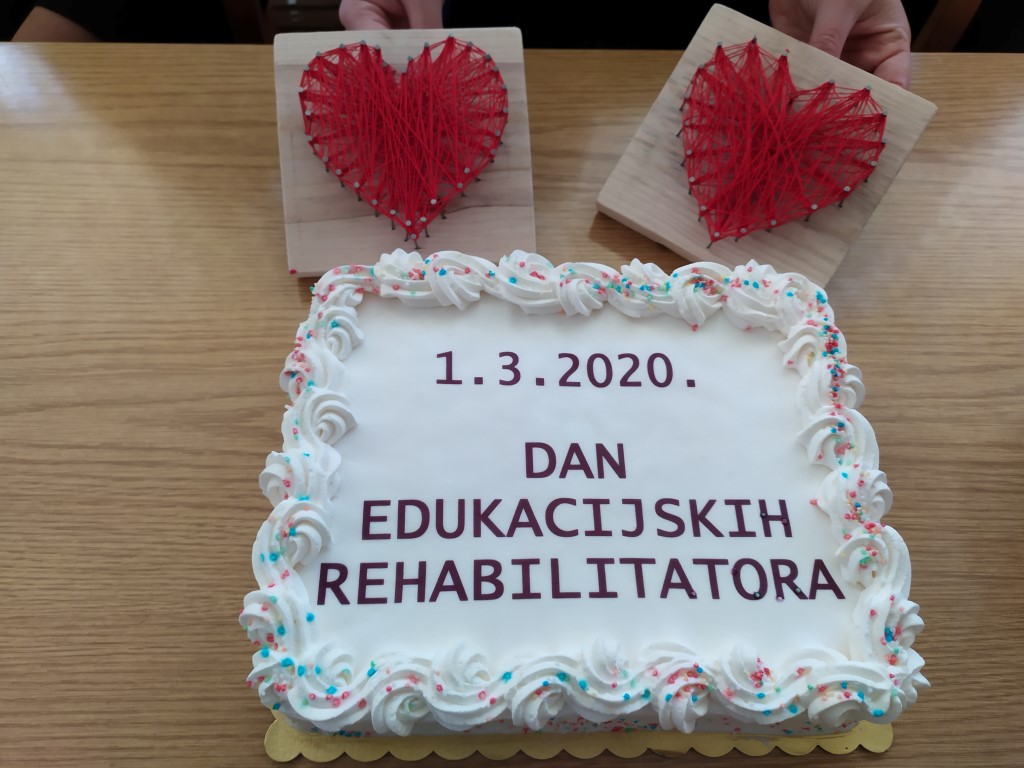 1.3.2020.
DAN
EDUKACIJSKIH
REHABILITATORA